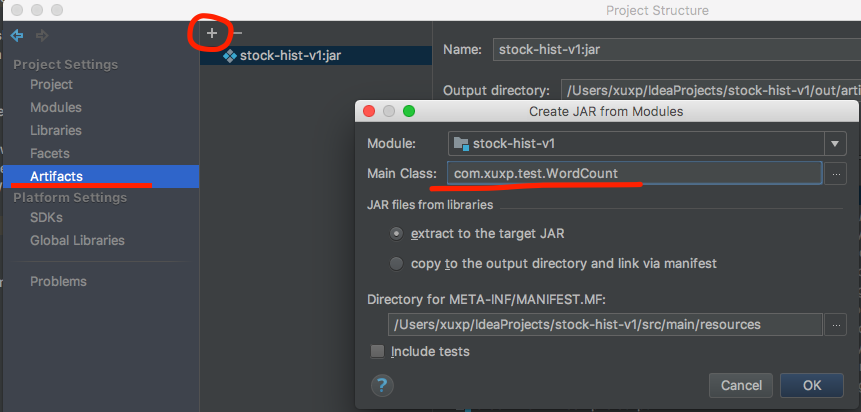 Project Structure
Project Settings
Project
Modules
Libraries
Facets
Artifacts
Platform Settings
SDKs
Global Libraries
Problems
stock-hist-v1:jar
Name: stock-hist-v1:jar
Output directory: /Users/xuxp/IdeaProjects/stock-hist-v1/out/arti
Create JAR from Modules
Module: stock-hist-v1
Main Class: com.xuxp.test.WordCount
JAR files from libraries
extract to the target JAR
copy to the output directory and link via manifest
Directory for META-INF/MANIFEST.MF:
/Users/xuxp/IdeaProjects/stock-hist-v1/src/main/resources
Include tests
? Cancel OK